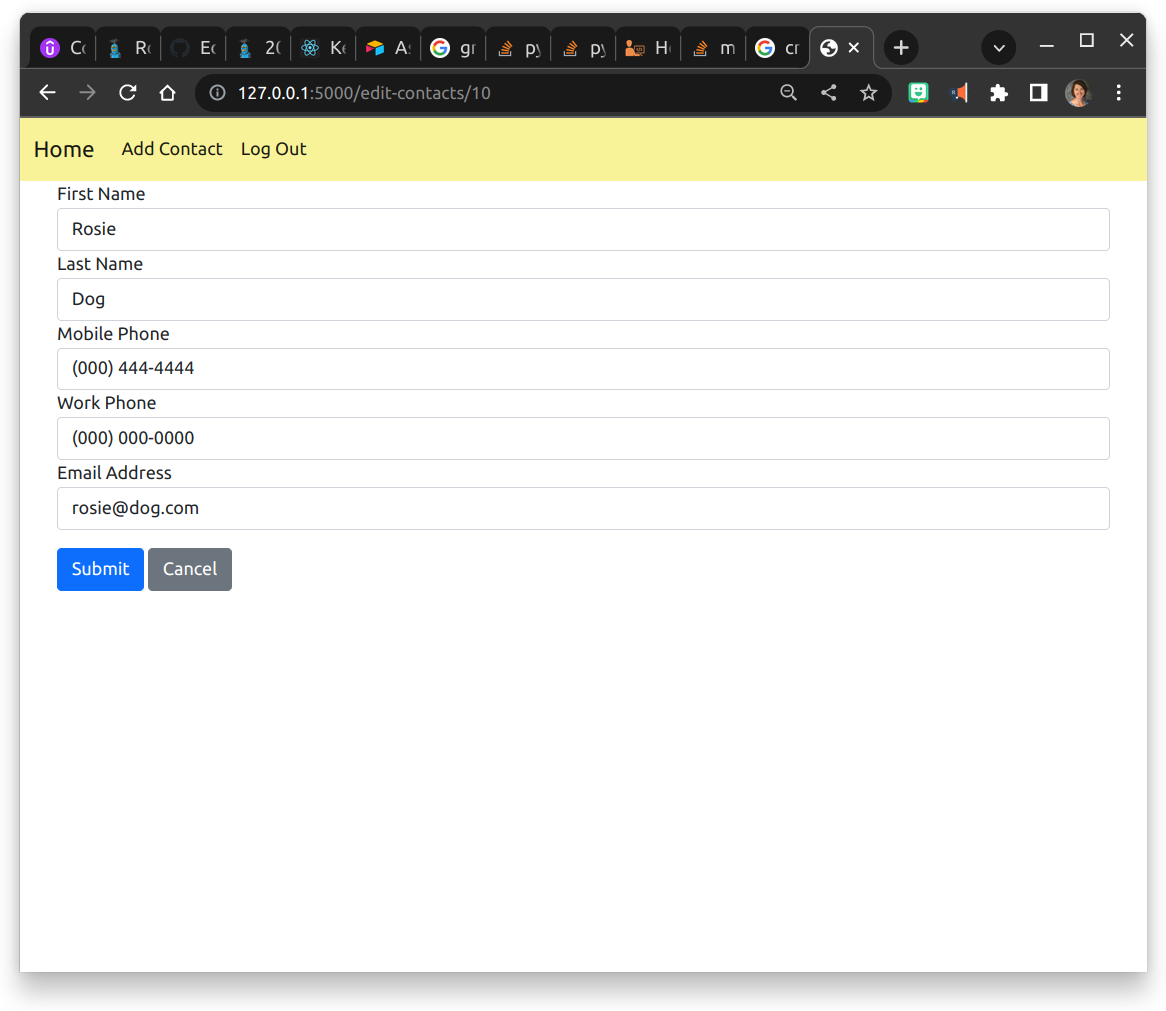 Co Ro Ec 20 Ke As gr py py Ho m cr
127.0.0.1:5000/edit-contacts/10
Home Add Contact Log Out
First Name
Rosie
Last Name
Dog
Mobile Phone
(000) 444-4444
Work Phone
(000) 000-0000
Email Address
rosie@dog.com
Submit Cancel